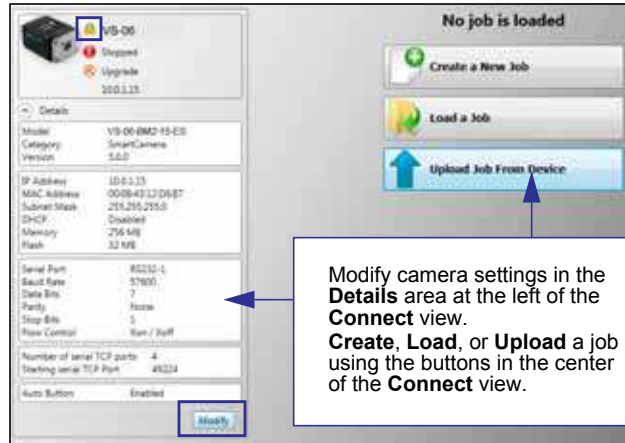 VS-06
Stopped
Upgrade
10.0.1.15
Details
Model VS-06-BM2-15-E0
Category SmartCamera
Version 5.0.0
IP Address 10.0.1.15
MAC Address
Subnet Mask 255.255.255.0
DHCP Disabled
Memory 256 MB
Flash 32 MB
Serial Port RS232-1
Baud Rate 57600
Data Bits 7
Parity None
Stop Bits 1
Flow Control Xon / Xoff
Number of serial TCP ports 4
Starting serial TCP Port 49224
Auto Button Enabled
Modify
No job is loaded
Create a New Job
Load a Job
Upload Job From Device
Modify camera settings in the
Details area at the left of the
Connect view.
Create, Load, or Upload a job
using the buttons in the center
of the Connect view.